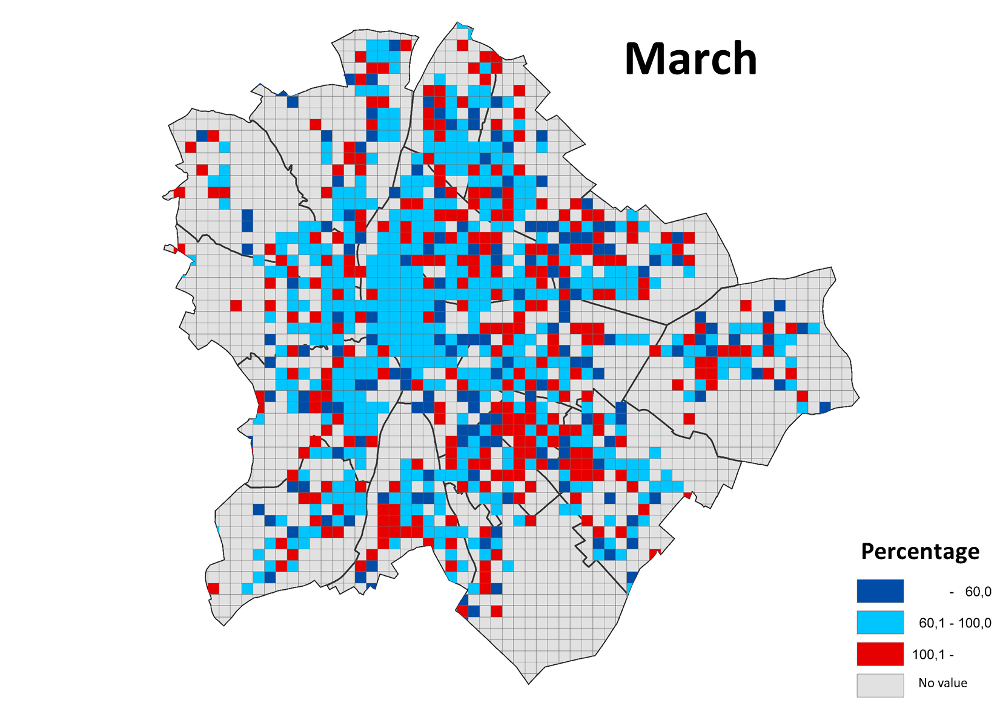 March
Percentage
- 60,0
60,1 - 100,0
100,1 -
No value